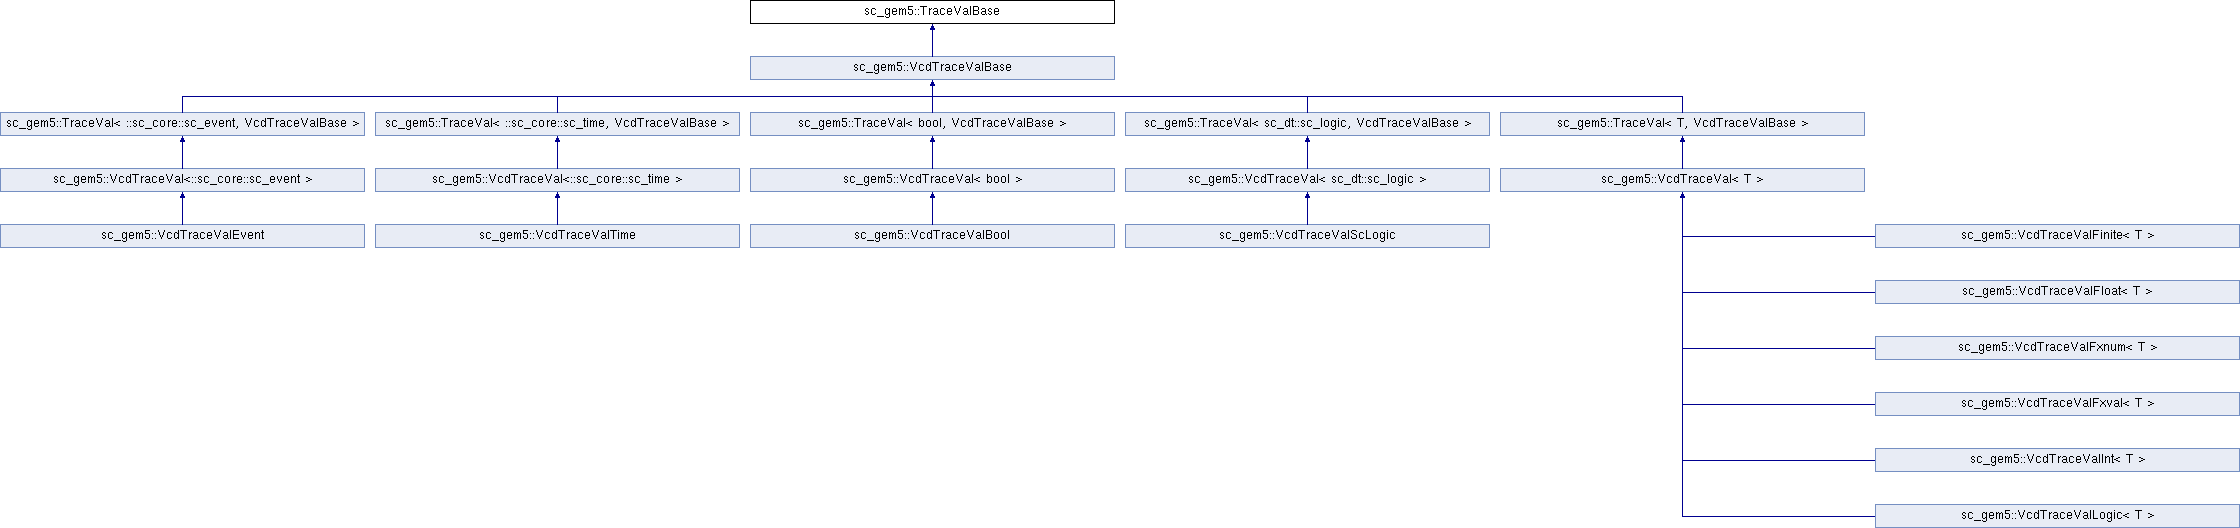 sc_gem5::TraceValBase
sc_gem5::VcdTraceValBase
sc_gem5::TraceVal< ::sc_core::sc_event, VcdTraceValBase >
sc_gem5::TraceVal< ::sc_core::sc_time, VcdTraceValBase >
sc_gem5::TraceVal< bool, VcdTraceValBase >
sc_gem5::TraceVal< sc_dt::sc_logic, VcdTraceValBase >
sc_gem5::TraceVal< T, VcdTraceValBase >
sc_gem5::VcdTraceVal<::sc_core::sc_event >
sc_gem5::VcdTraceVal<::sc_core::sc_time >
sc_gem5::VcdTraceVal< bool >
sc_gem5::VcdTraceVal< sc_dt::sc_logic >
sc_gem5::VcdTraceVal< T >
sc_gem5::VcdTraceValEvent
sc_gem5::VcdTraceValTime
sc_gem5::VcdTraceValBool
sc_gem5::VcdTraceValScLogic
sc_gem5::VcdTraceValFinite< T >
sc_gem5::VcdTraceValFloat< T >
sc_gem5::VcdTraceValFxnum< T >
sc_gem5::VcdTraceValFxval< T >
sc_gem5::VcdTraceValInt< T >
sc_gem5::VcdTraceValLogic< T >